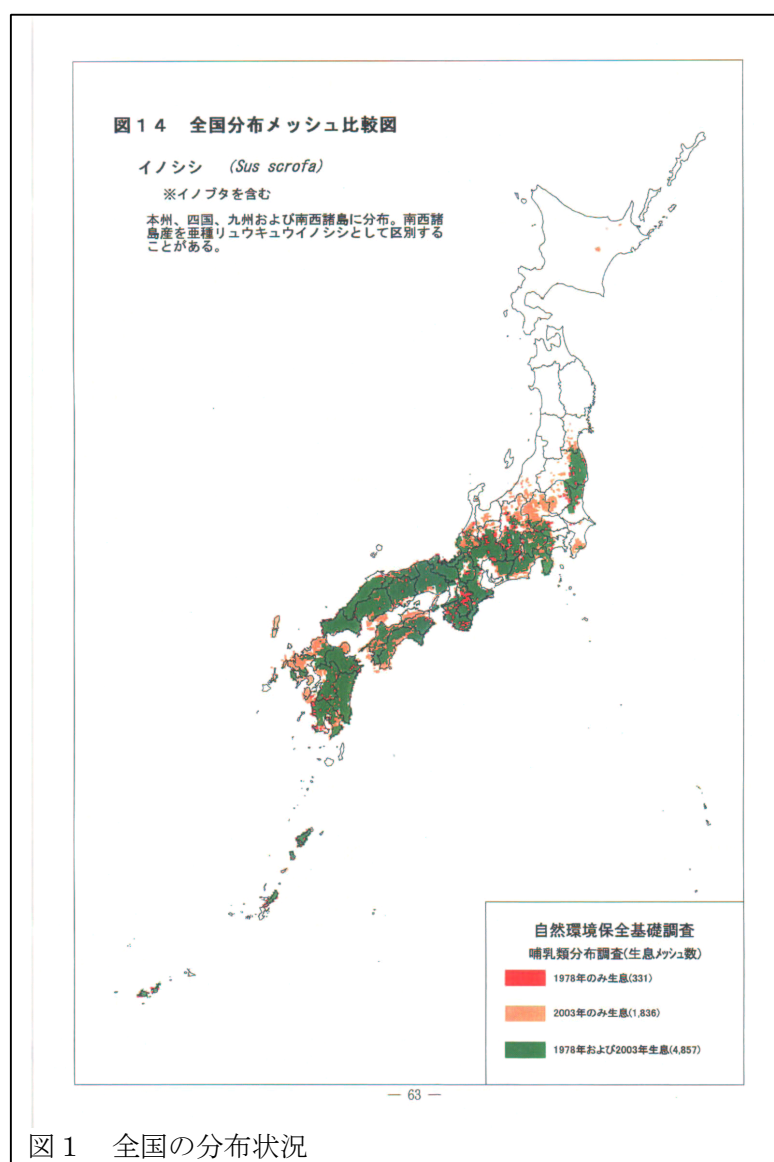 図14 全国分布メッシュ比較図
イノシシ (Sus scrofa)
※イノブタを含む
本州、四国、九州および南西諸島に分布。南西諸
島産を亜種リュウキュウイノシシとして区別する
ことがある。
自然環境保全基礎調査
哺乳類分布調査(生息メッシュ数)
1978年のみ生息(331)
2003年のみ生息(1,836)
1978年および2003年生息(4,857)
— 63 —
図1 全国の分布状況